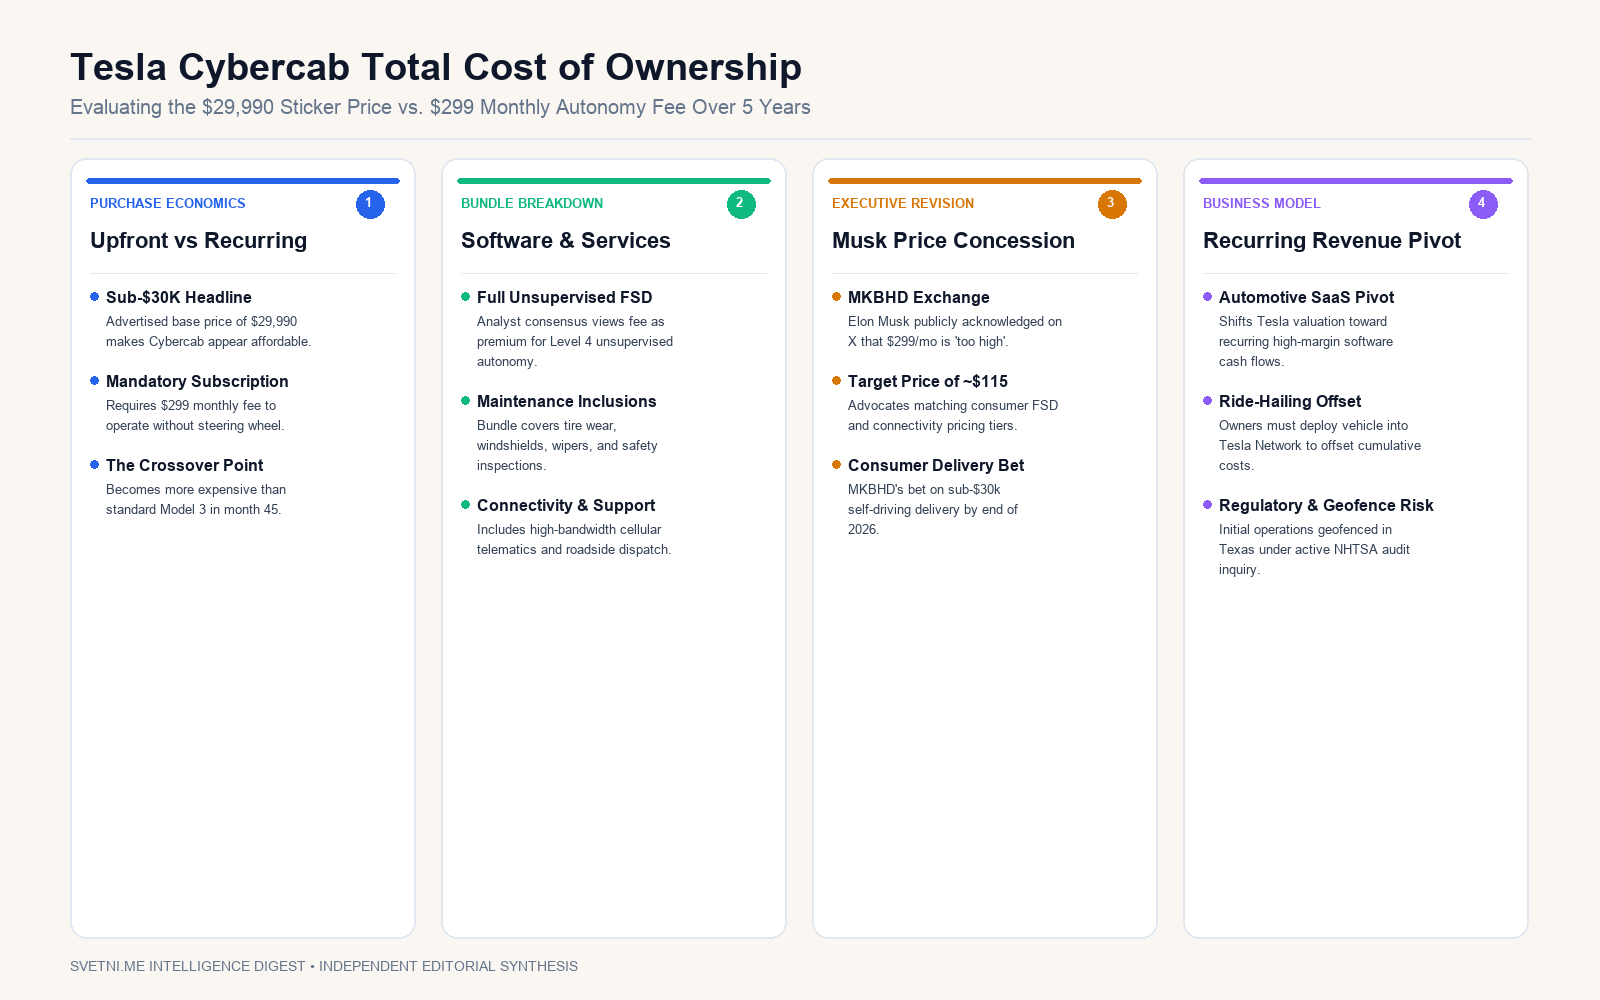 Tesla Cybercab Total Cost of Ownership
Evaluating the $29,990 Sticker Price vs. $299 Monthly Autonomy Fee Over 5 Years
PURCHASE ECONOMICS
1
Upfront vs Recurring
Sub-$30K Headline
Advertised base price of $29,990
makes Cybercab appear affordable.
Mandatory Subscription
Requires $299 monthly fee to
operate without steering wheel.
The Crossover Point
Becomes more expensive than
standard Model 3 in month 45.
BUNDLE BREAKDOWN
2
Software & Services
Full Unsupervised FSD
Analyst consensus views fee as
premium for Level 4 unsupervised
autonomy.
Maintenance Inclusions
Bundle covers tire wear,
windshields, wipers, and safety
inspections.
Connectivity & Support
Includes high-bandwidth cellular
telematics and roadside dispatch.
EXECUTIVE REVISION
3
Musk Price Concession
MKBHD Exchange
Elon Musk publicly acknowledged on
X that $299/mo is 'too high'.
Target Price of ~$115
Advocates matching consumer FSD
and connectivity pricing tiers.
Consumer Delivery Bet
MKBHD's bet on sub-$30k
self-driving delivery by end of
2026.
BUSINESS MODEL
4
Recurring Revenue Pivot
Automotive SaaS Pivot
Shifts Tesla valuation toward
recurring high-margin software
cash flows.
Ride-Hailing Offset
Owners must deploy vehicle into
Tesla Network to offset cumulative
costs.
Regulatory & Geofence Risk
Initial operations geofenced in
Texas under active NHTSA audit
inquiry.
SVETNI.ME INTELLIGENCE DIGEST • INDEPENDENT EDITORIAL SYNTHESIS